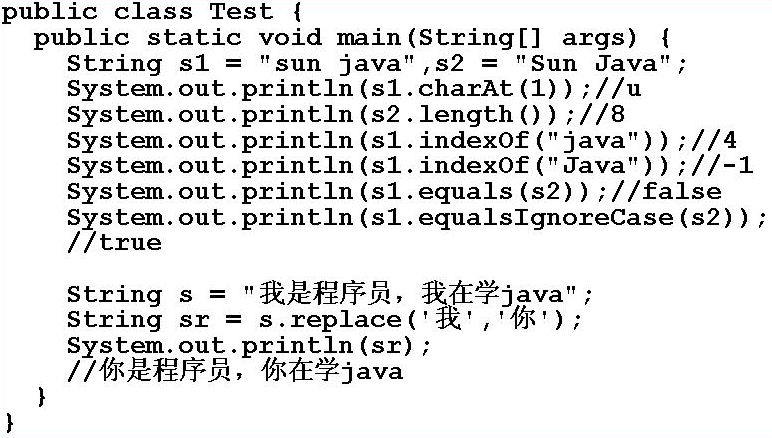 public class Test {
  public static void main(String[] args) {
    String s1 = "sun java",s2 = "Sun Java";
    System.out.println(s1.charAt(1));//u
    System.out.println(s2.length());//8
    System.out.println(s1.indexOf("java"));//4
    System.out.println(s1.indexOf("Java"));//-1
    System.out.println(s1.equals(s2));//false
    System.out.println(s1.equalsIgnoreCase(s2));
    //true

    String s = "我是程序员，我在学java";
    String sr = s.replace('我','你');
    System.out.println(sr);
    //你是程序员，你在学java
  }
}